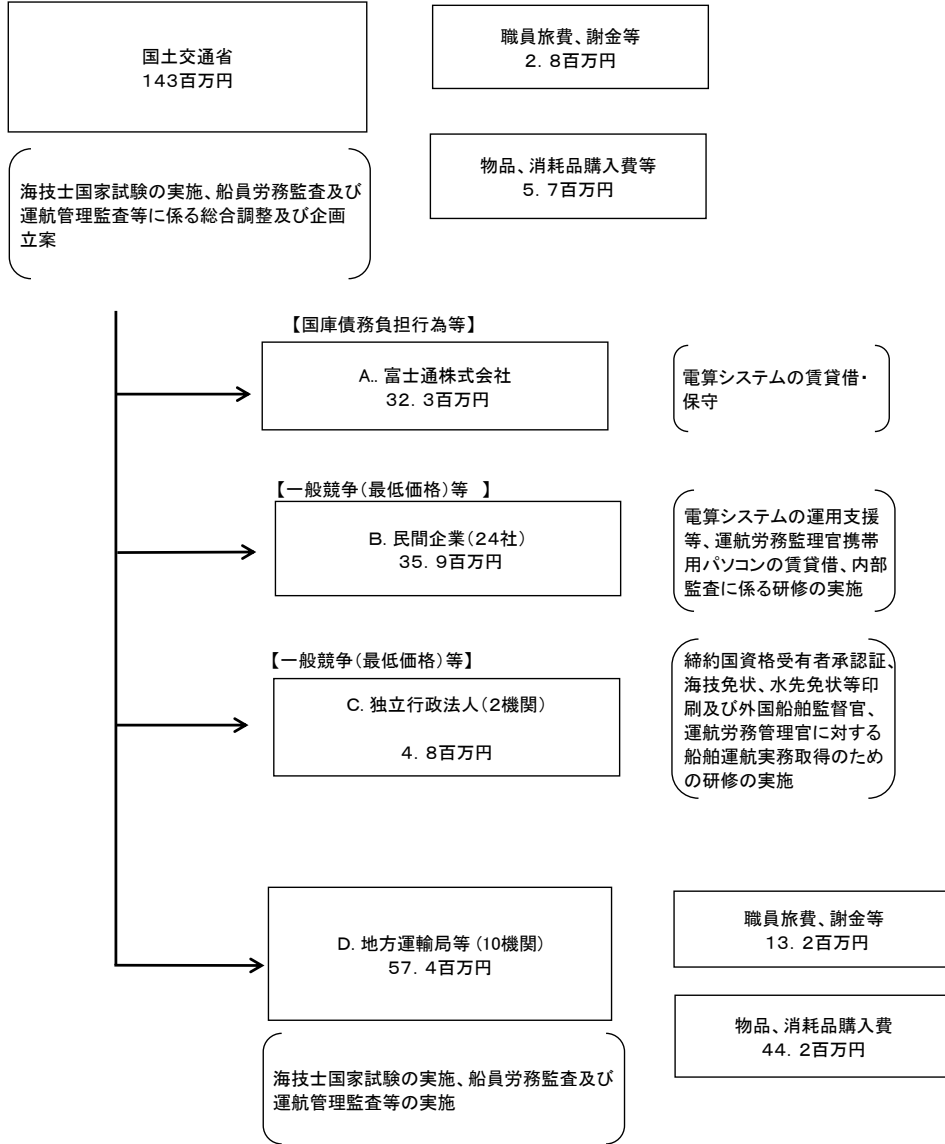 国土交通省
143百万円
職員旅費、謝金等
2．8百万円
物品、消耗品購入費等
5．7百万円
海技士国家試験の実施、船員労務監査及び
運航管理監査等に係る総合調整及び企画
立案
【国庫債務負担行為等】
A.. 富士通株式会社
32．3百万円
電算システムの賃貸借・
保守
【一般競争（最低価格）等　】
B. 民間企業（24社）
35．9百万円
電算システムの運用支援
等、運航労務監理官携帯
用パソコンの賃貸借、内部
監査に係る研修の実施
【一般競争（最低価格）等】
C. 独立行政法人（2機関）
4．8百万円
締約国資格受有者承認証、
海技免状、水先免状等印
刷及び外国船舶監督官、
運航労務管理官に対する
船舶運航実務取得のため
の研修の実施
D. 地方運輸局等（10機関）
57．4百万円
職員旅費、謝金等
13．2百万円
物品、消耗品購入費
44．2百万円
海技士国家試験の実施、船員労務監査及び
運航管理監査等の実施